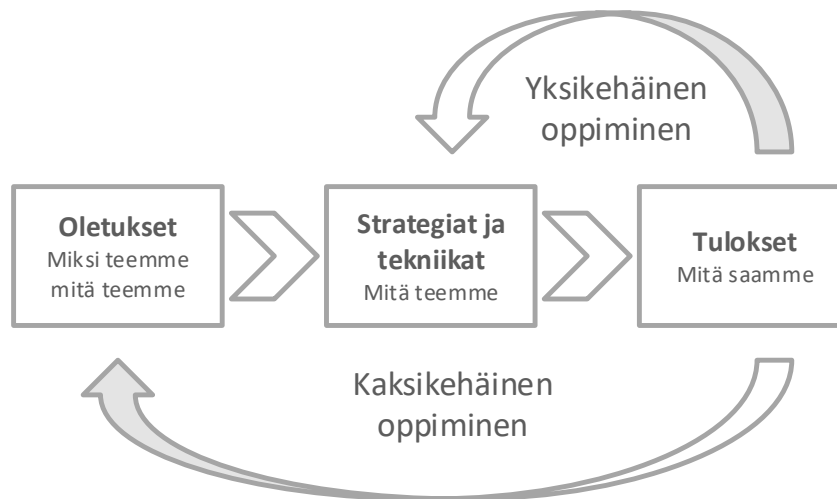 Yksikehäinen
oppiminen
Oletukset
Miksi teemme
mitä teemme
Strategiat ja
tekniikat
Mitä teemme
Tulokset
Mitä saamme
Kaksikehäinen
oppiminen